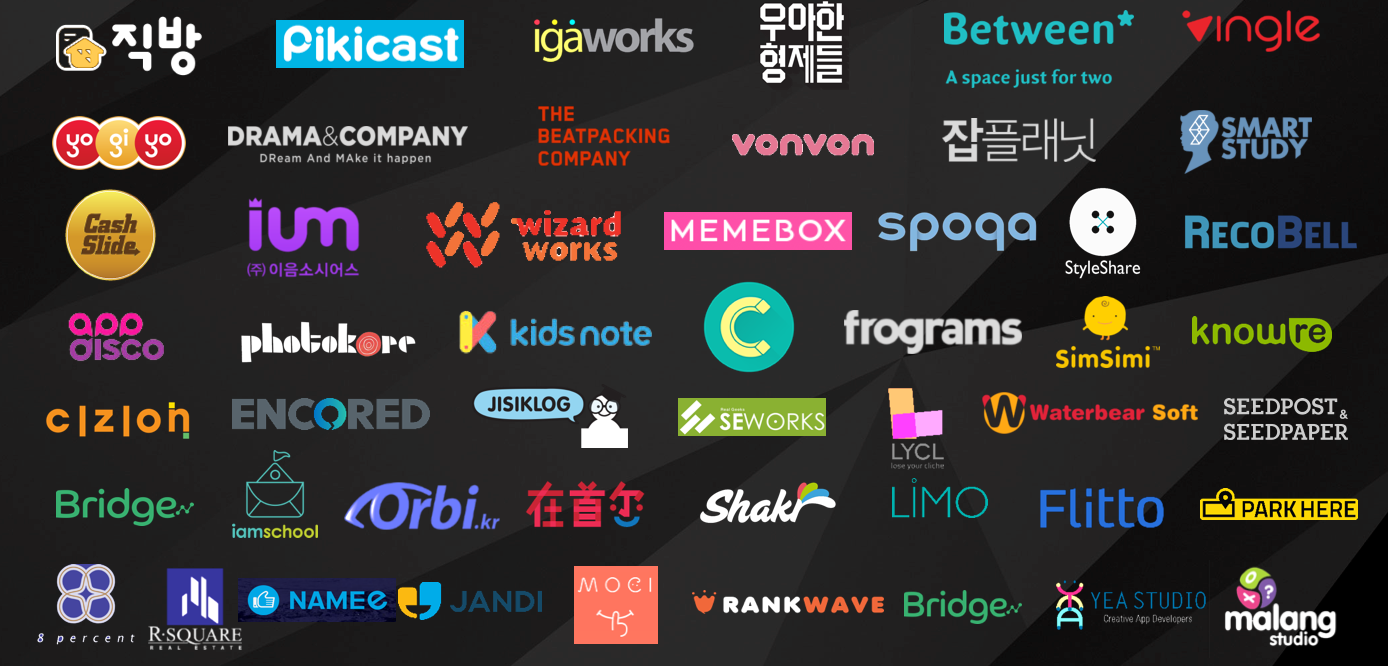 직방
Pikicast
igaworks
우아한
형제들
Between*
A space just for two
vingle
yo gi yo
DRAMA&COMPANY
DReam And MAke it happen
THE
BEATPACKING
COMPANY
vonvon
잡플래닛
SMART
STUDY
Cash
Slide
ium
(주)이음소시어스
wizard
works
MEMEBOX
spoqa
StyleShare
RECOBELL
app
disco
photokore
kids note
C
frograms
SimSimi™
knowre
c|z|on
ENCORED
JISIKLOG
SEWORKS
LYCL
lose your cliche
Waterbear Soft
SEEDPOST &
SEEDPAPER
Bridge
iamschool
Orbi.kr
在首尔
Shakr
LiMO
Flitto
PARKHERE
8 percent
R·SQUARE
REAL ESTATE
NAMEE
JANDI
MOCI
RANKWAVE
Bridge
YEA STUDIO
Creative App Developers
malang
studio